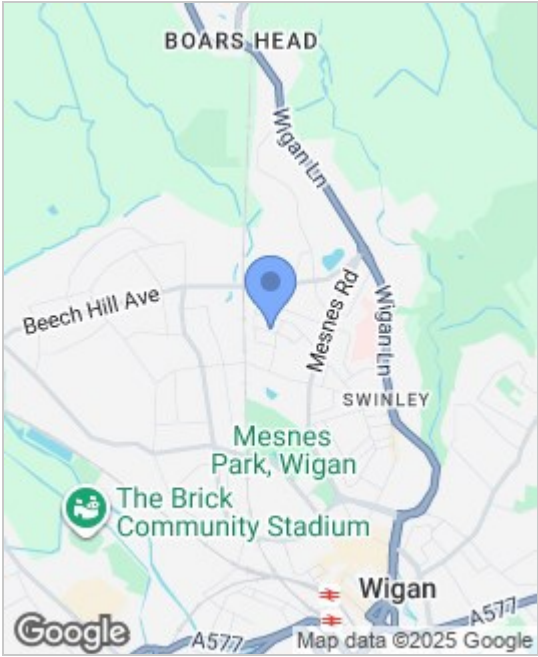 BOARS HEAD
Wigan Ln
Beech Hill Ave
Mesnes Rd
Wigan Ln
SWINLEY
Mesnes
Park, Wigan
The Brick
Community Stadium
Wigan
A577
A577
Google
Map data ©2025 Google